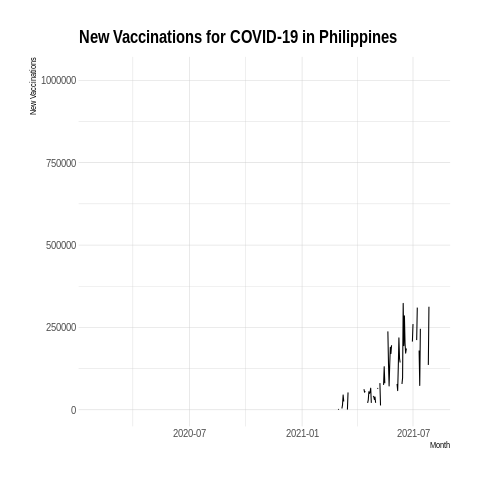 New Vaccinations for COVID-19 in Philippines
New Vaccinations
1000000
750000
500000
250000
0
2020-07
2021-01
2021-07
Month